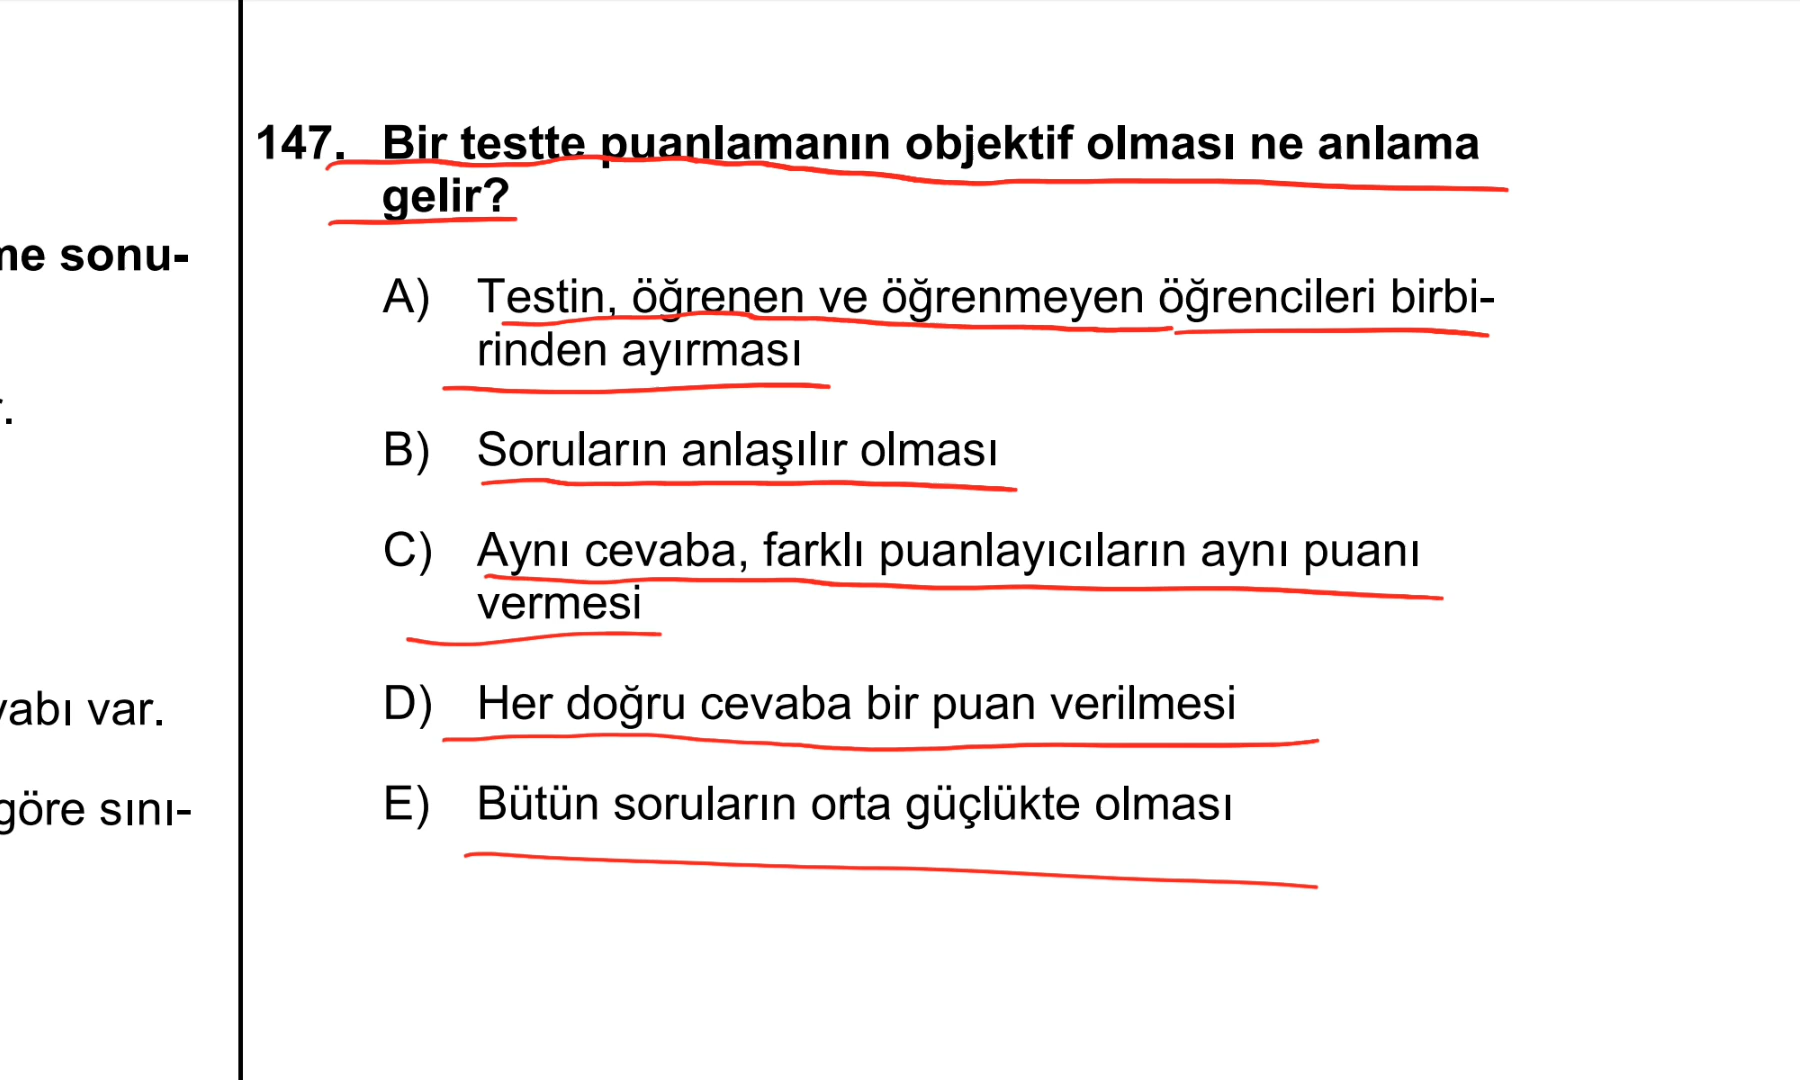 me sonu-
.
abı var.
göre sını-
147. Bir testte puanlamanın objektif olması ne anlama
gelir?
A) Testin, öğrenen ve öğrenmeyen öğrencileri birbi-
rinden ayırması
B) Soruların anlaşılır olması
C) Aynı cevaba, farklı puanlayıcıların aynı puanı
vermesi
D) Her doğru cevaba bir puan verilmesi
E) Bütün soruların orta güçlükte olması